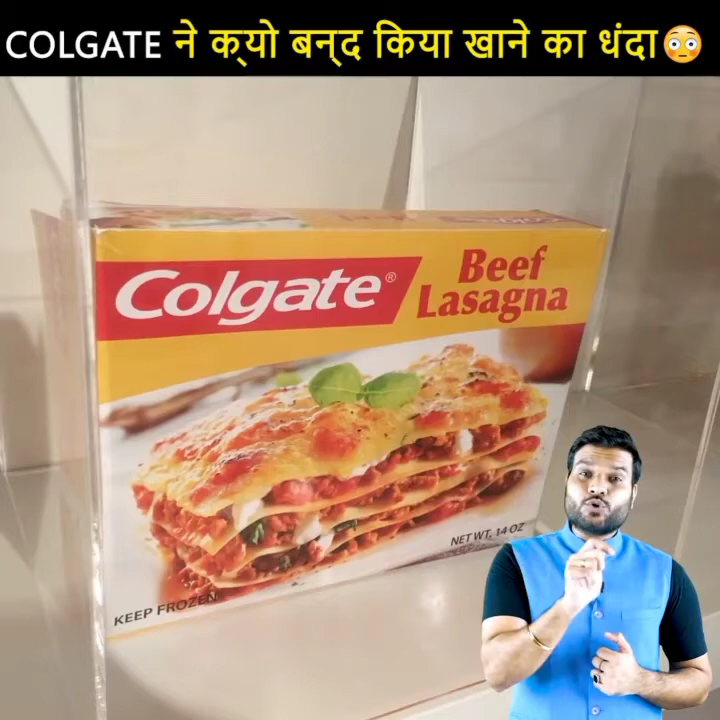 COLGATE ने क्यो बन्द किया खाने का धंदा😳
Colgate®
Beef
Lasagna
NET WT. 14 OZ
KEEP FROZEN